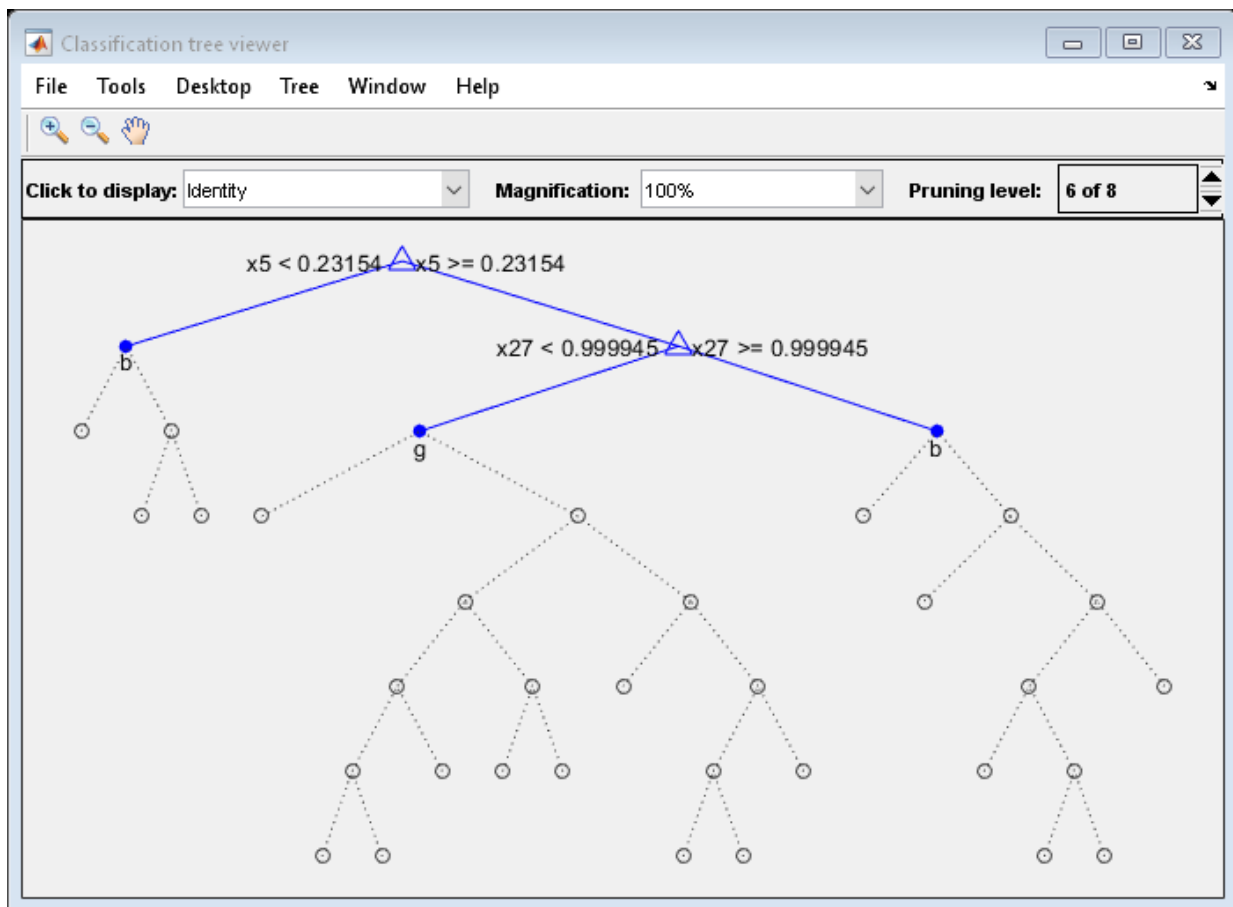 Classification tree viewer
File Tools Desktop Tree Window Help
Click to display: Identity Magnification: 100% Pruning level: 6 of 8
x5 < 0.23154 x5 >= 0.23154
b x27 < 0.999945 x27 >= 0.999945
g b